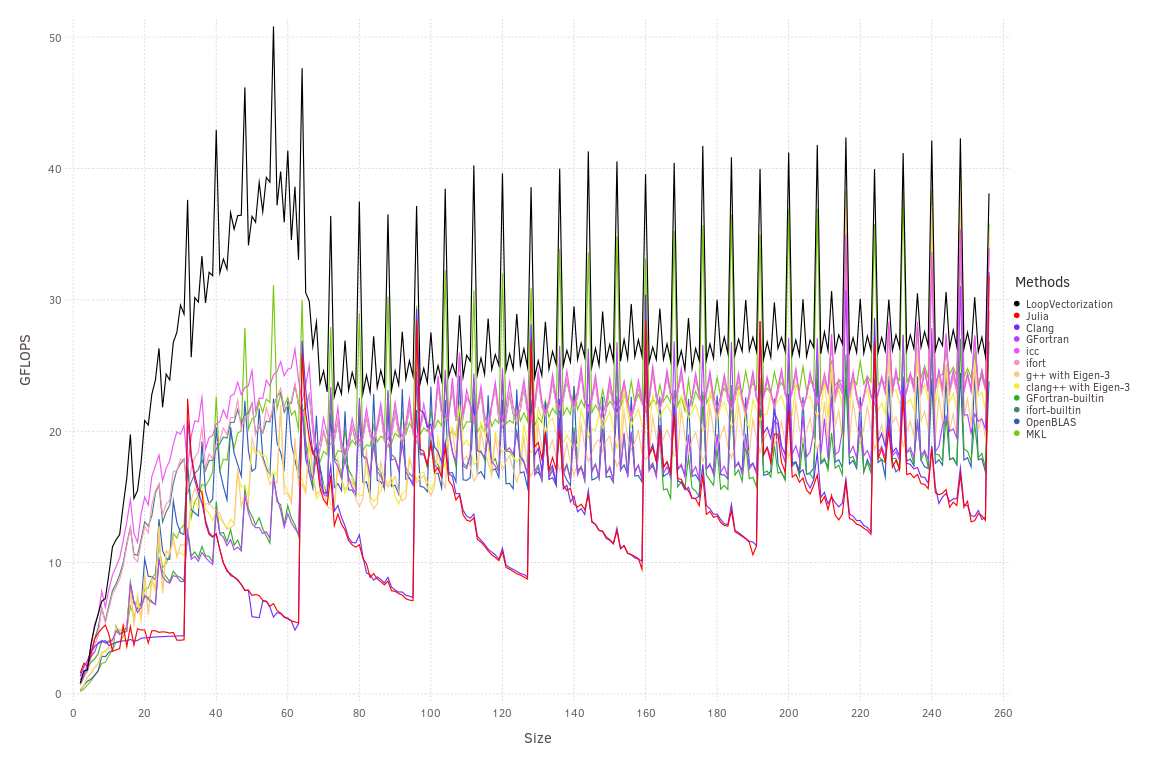 50
40
30
20
10
0
GFLOPS
0 20 40 60 80 100 120 140 160 180 200 220 240 260
Size
Methods
LoopVectorization
Julia
Clang
GFortran
icc
ifort
g++ with Eigen-3
clang++ with Eigen-3
GFortran-builtin
ifort-builtin
OpenBLAS
MKL